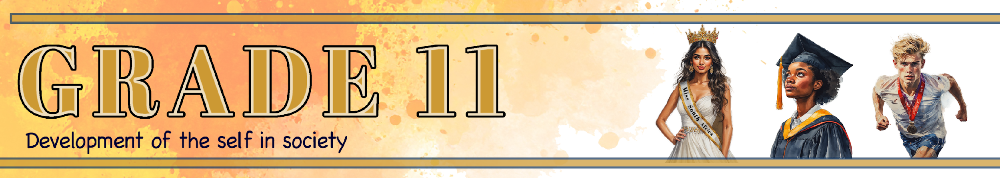 GRADE 11
Development of the self in society
Miss South Africa